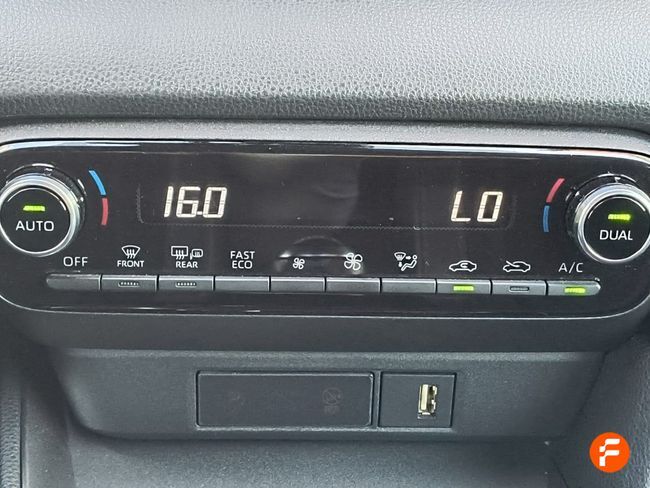 16.0 LO
AUTO
DUAL
OFF FRONT REAR FAST ECO A/C